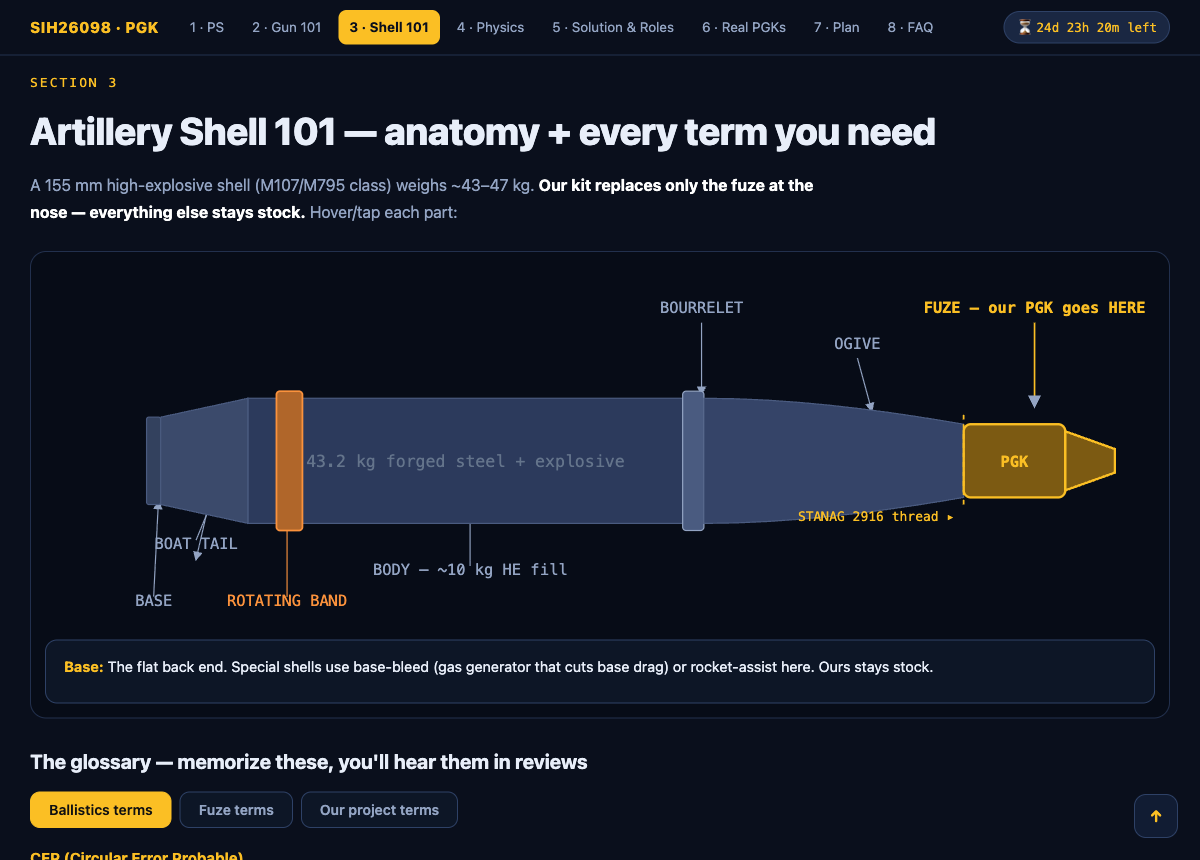 SIH26098 · PGK
1 · PS
2 · Gun 101
3 · Shell 101
4 · Physics
5 · Solution & Roles
6 · Real PGKs
7 · Plan
8 · FAQ
⏳ 24d 23h 20m left
SECTION 3
Artillery Shell 101 — anatomy + every term you need
A 155 mm high-explosive shell (M107/M795 class) weighs ~43–47 kg. Our kit replaces only the fuze at the
nose — everything else stays stock. Hover/tap each part:
BOURRELET
FUZE — our PGK goes HERE
OGIVE
43.2 kg forged steel + explosive
PGK
STANAG 2916 thread ▸
BOAT TAIL
BODY — ~10 kg HE fill
BASE
ROTATING BAND
Base: The flat back end. Special shells use base-bleed (gas generator that cuts base drag) or rocket-assist here. Ours stays stock.
The glossary — memorize these, you'll hear them in reviews
Ballistics terms
Fuze terms
Our project terms
↑
CEP (Circular Error Probable)